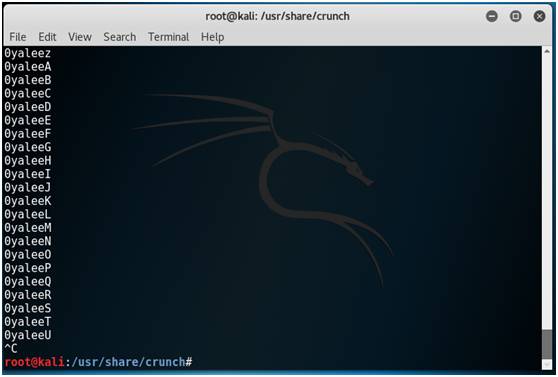 root@kali: /usr/share/crunch
File Edit View Search Terminal Help
0yaleez
0yaleeA
0yaleeB
0yaleeC
0yaleeD
0yaleeE
0yaleeF
0yaleeG
0yaleeH
0yaleeI
0yaleeJ
0yaleeK
0yaleeL
0yaleeM
0yaleeN
0yaleeO
0yaleeP
0yaleeQ
0yaleeR
0yaleeS
0yaleeT
0yaleeU
^C
root@kali:/usr/share/crunch#